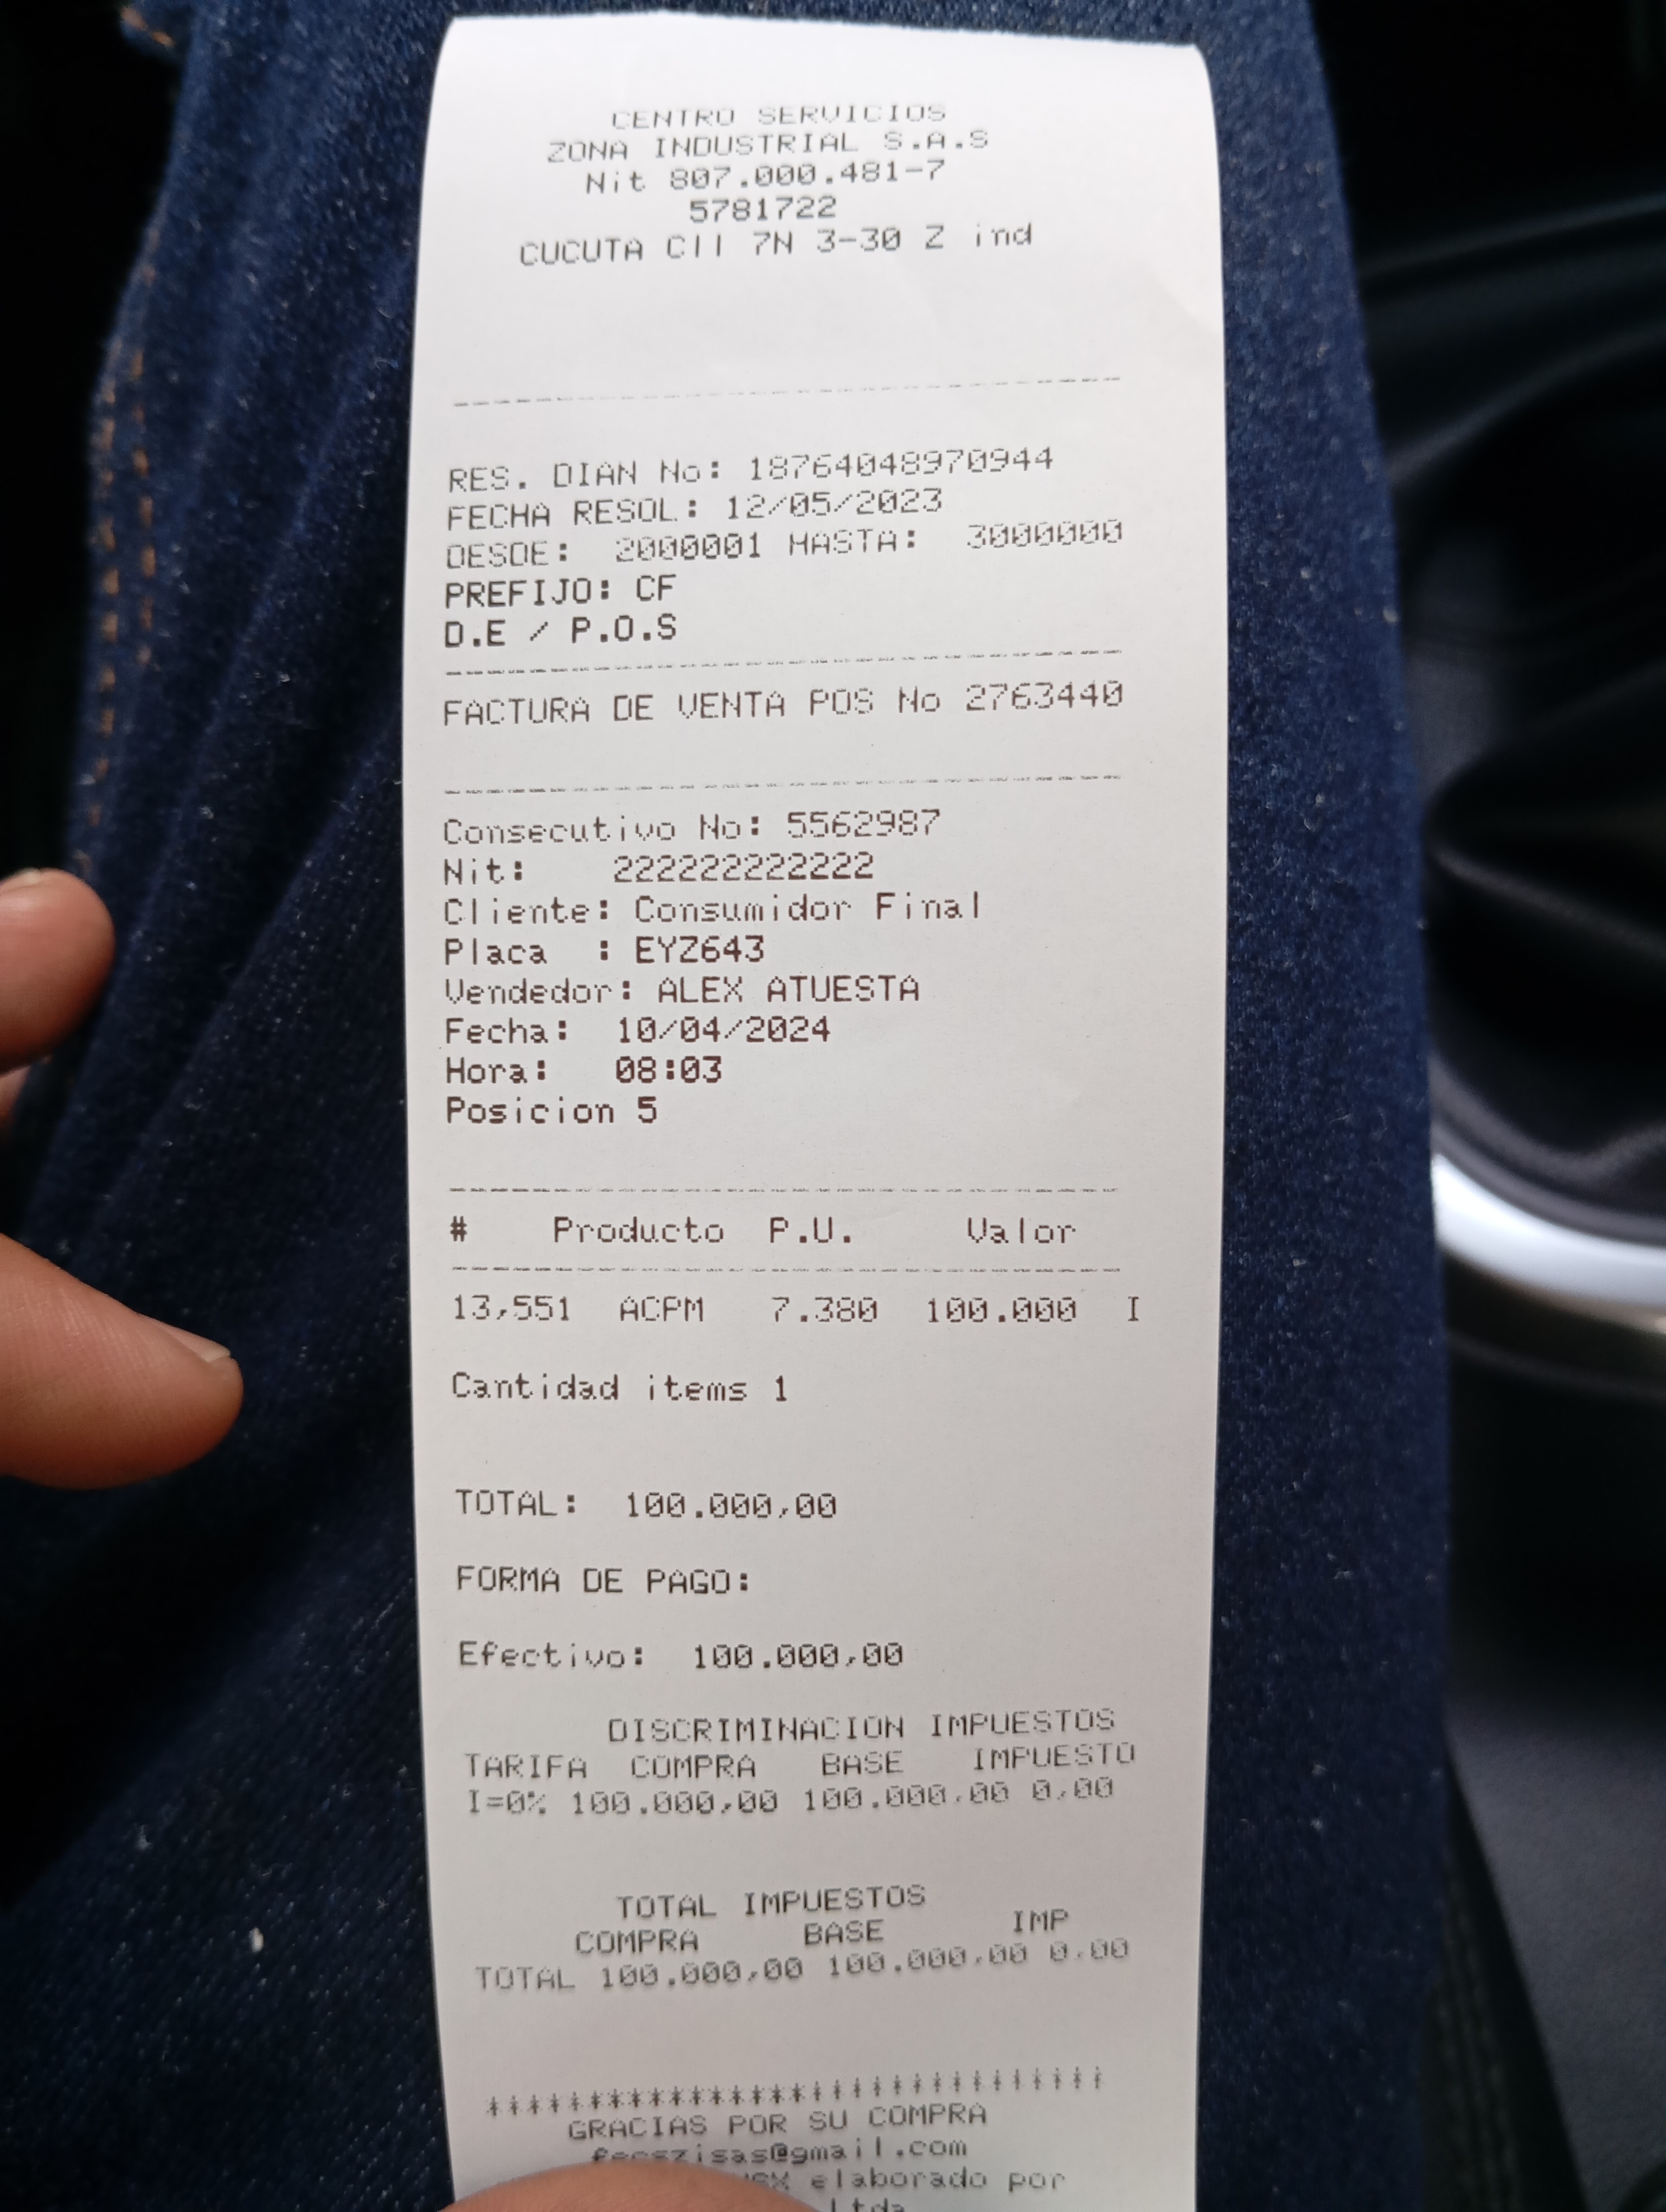 CENTRO SERVICIOS
ZONA INDUSTRIAL S.A.S
Nit 807.000.481-7
5781722
CUCUTA Cll 7N 3-30 Z ind
RES. DIAN No: 18764048970944
FECHA RESOL: 12/05/2023
DESDE: 2000001 HASTA: 3000000
PREFIJO: CF
D.E / P.O.S
FACTURA DE VENTA POS No 2763440
Consecutivo No: 5562987
Nit: 222222222222
Cliente: Consumidor Final
Placa : EYZ643
Vendedor: ALEX ATUESTA
Fecha: 10/04/2024
Hora: 08:03
Posicion 5
# Producto P.U. Valor
13,551 ACPM 7.380 100.000 I
Cantidad items 1
TOTAL: 100.000,00
FORMA DE PAGO:
Efectivo: 100.000,00
DISCRIMINACION IMPUESTOS
TARIFA COMPRA BASE IMPUESTO
I=0% 100.000,00 100.000,00 0,00
TOTAL IMPUESTOS
COMPRA BASE IMP
TOTAL 100.000,00 100.000,00 0.00
*******************************
GRACIAS POR SU COMPRA
elaborado por
Ltda